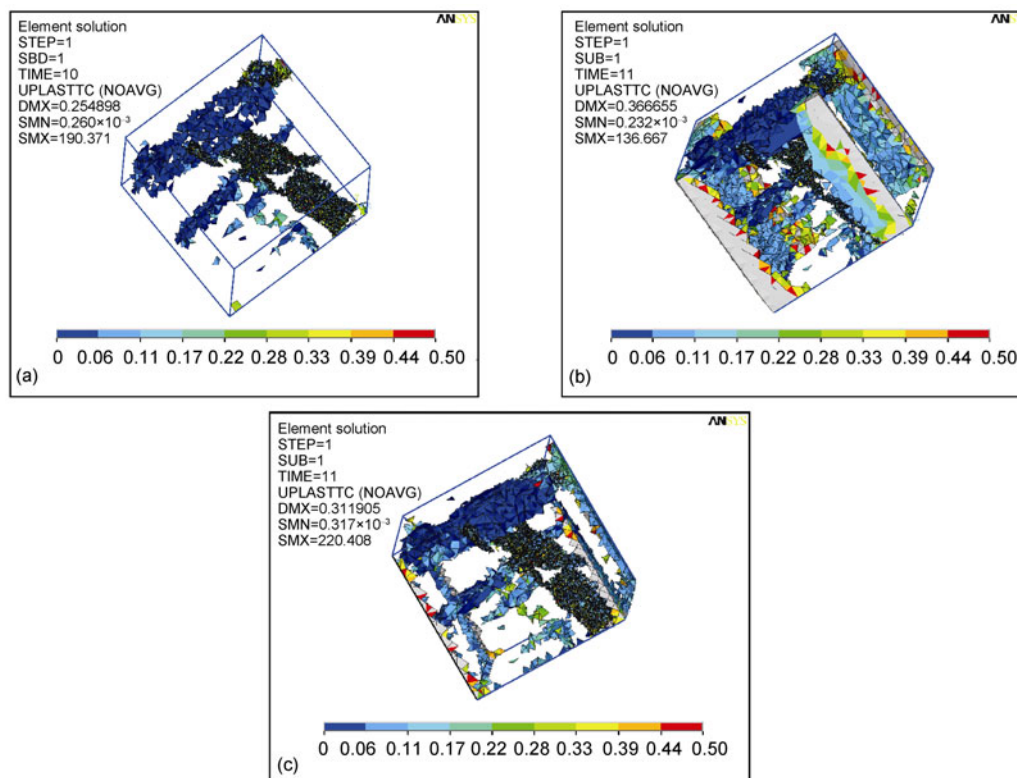 ANSYS
Element solution
STEP=1
SBD=1
TIME=10
UPLASTTC (NOAVG)
DMX=0.254898
SMN=0.260×10⁻³
SMX=190.371
0 0.06 0.11 0.17 0.22 0.28 0.33 0.39 0.44 0.50
(a)
ANSYS
Element solution
STEP=1
SUB=1
TIME=11
UPLASTTC (NOAVG)
DMX=0.366655
SMN=0.232×10⁻³
SMX=136.667
0 0.06 0.11 0.17 0.22 0.28 0.33 0.39 0.44 0.50
(b)
ANSYS
Element solution
STEP=1
SUB=1
TIME=11
UPLASTTC (NOAVG)
DMX=0.311905
SMN=0.317×10⁻³
SMX=220.408
0 0.06 0.11 0.17 0.22 0.28 0.33 0.39 0.44 0.50
(c)